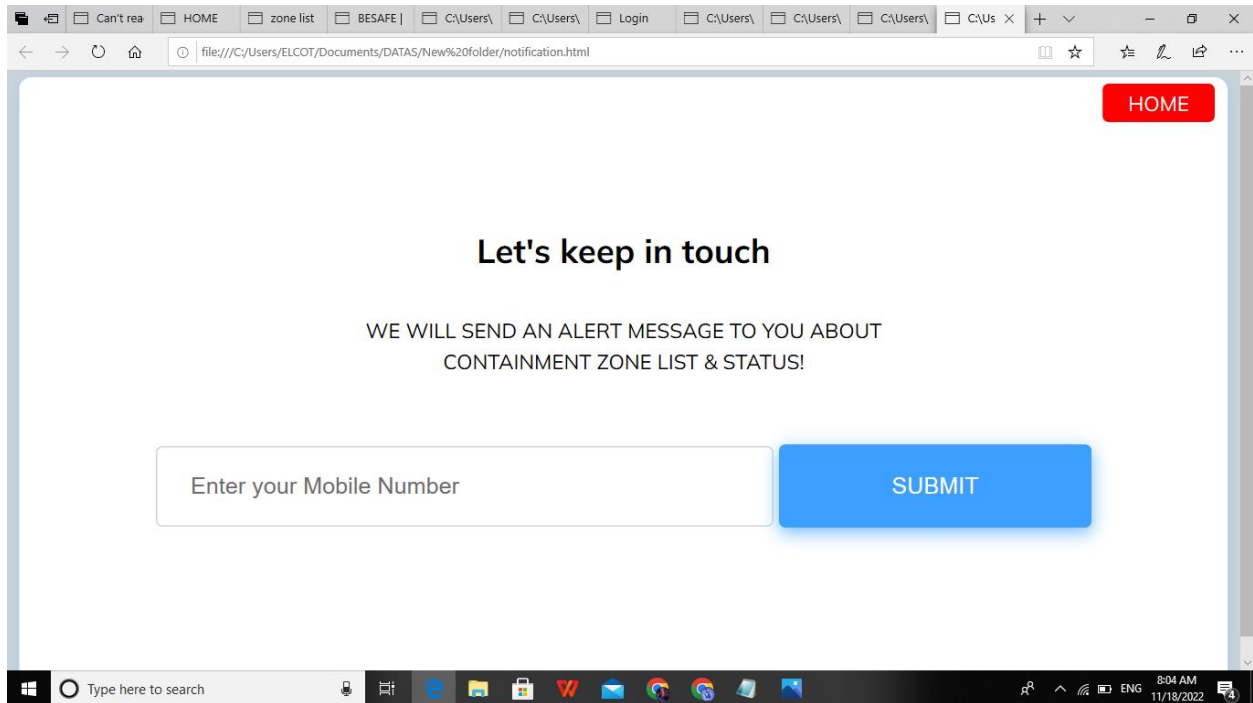 Can't rea HOME zone list BESAFE | C:\Users\ C:\Users\ Login C:\Users\ C:\Users\ C:\Users\ C:\Us
file:///C:/Users/ELCOT/Documents/DATAS/New%20folder/notification.html
HOME
Let's keep in touch
WE WILL SEND AN ALERT MESSAGE TO YOU ABOUT
CONTAINMENT ZONE LIST & STATUS!
Enter your Mobile Number SUBMIT
Type here to search ENG 8:04 AM
11/18/2022 4